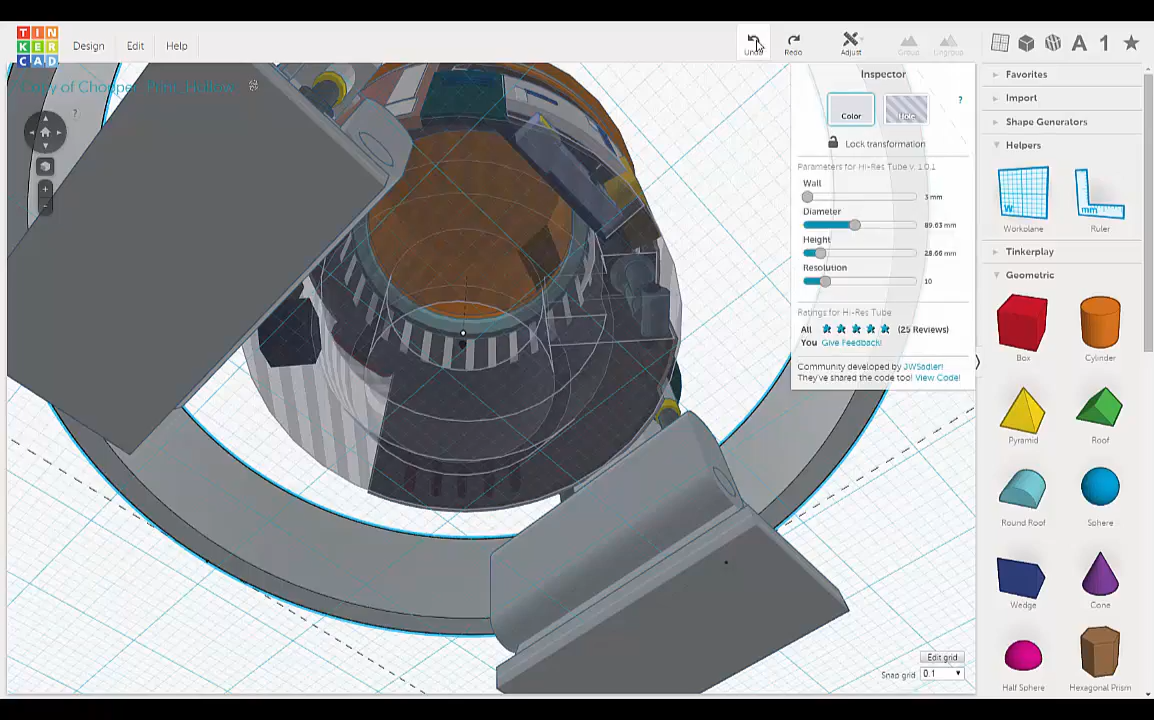 TIN
KER
CAD
Design
Edit
Help
Undo
Redo
Adjust
Group
Ungroup
Copy of Chopper Print Hollow
?
Inspector
Color
Hole
?
Lock transformation
Parameters for Hi-Res Tube v. 1.0.1
Wall
3 mm
Diameter
89.63 mm
Height
28.66 mm
Resolution
10
Ratings for Hi-Res Tube
All
(25 Reviews)
You Give Feedback!
Community developed by JWSadler!
They've shared the code too! View Code!
Edit grid
Snap grid 0.1
A 1
Favorites
Import
Shape Generators
Helpers
Workplane
mm
Ruler
Tinkerplay
Geometric
Box
Cylinder
Pyramid
Roof
Round Roof
Sphere
Wedge
Cone
Half Sphere
Hexagonal Prism